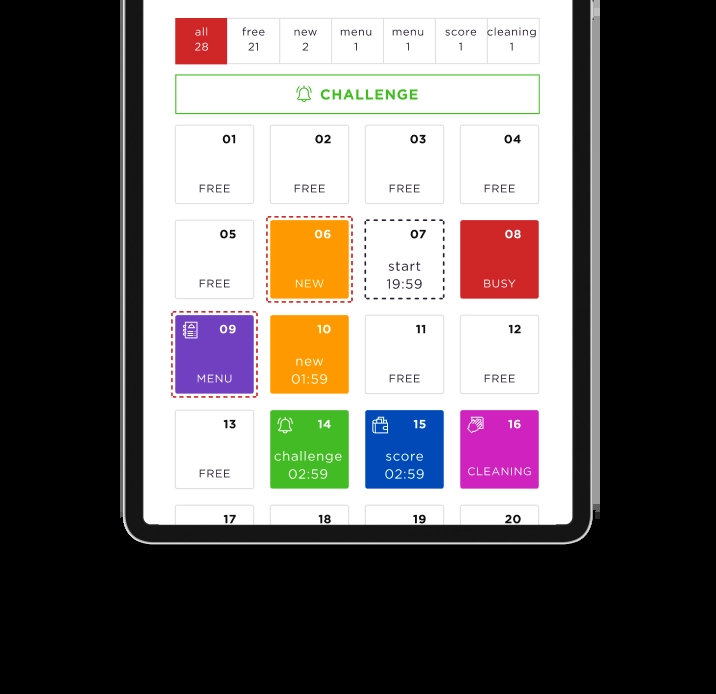 all free new menu menu score cleaning
28 21 2 1 1 1 1
CHALLENGE
01 02 03 04
FREE FREE FREE FREE
05 06 07 08
start
FREE NEW 19:59 BUSY
09 10 11 12
new
MENU 01:59 FREE FREE
13 14 15 16
challenge score
FREE 02:59 02:59 CLEANING
17 18 19 20